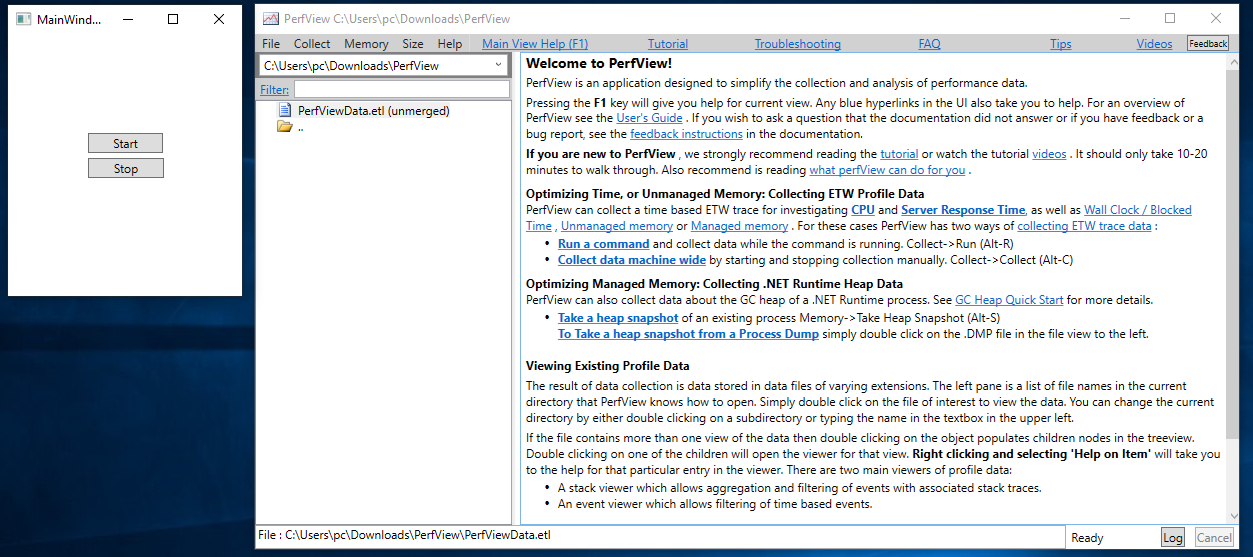 MainWind...
Start
Stop
PerfView C:\Users\pc\Downloads\PerfView
File Collect Memory Size Help Main View Help (F1) Tutorial Troubleshooting FAQ Tips Videos Feedback
C:\Users\pc\Downloads\PerfView
Filter:
PerfViewData.etl (unmerged)
..
Welcome to PerfView!
PerfView is an application designed to simplify the collection and analysis of performance data.
Pressing the F1 key will give you help for current view. Any blue hyperlinks in the UI also take you to help. For an overview of
PerfView see the User's Guide . If you wish to ask a question that the documentation did not answer or if you have feedback or a
bug report, see the feedback instructions in the documentation.
If you are new to PerfView , we strongly recommend reading the tutorial or watch the tutorial videos . It should only take 10-20
minutes to walk through. Also recommend is reading what perfView can do for you .
Optimizing Time, or Unmanaged Memory: Collecting ETW Profile Data
PerfView can collect a time based ETW trace for investigating CPU and Server Response Time, as well as Wall Clock / Blocked
Time , Unmanaged memory or Managed memory . For these cases PerfView has two ways of collecting ETW trace data :
• Run a command and collect data while the command is running. Collect->Run (Alt-R)
• Collect data machine wide by starting and stopping collection manually. Collect->Collect (Alt-C)
Optimizing Managed Memory: Collecting .NET Runtime Heap Data
PerfView can also collect data about the GC heap of a .NET Runtime process. See GC Heap Quick Start for more details.
• Take a heap snapshot of an existing process Memory->Take Heap Snapshot (Alt-S)
To Take a heap snapshot from a Process Dump simply double click on the .DMP file in the file view to the left.
Viewing Existing Profile Data
The result of data collection is data stored in data files of varying extensions. The left pane is a list of file names in the current
directory that PerfView knows how to open. Simply double click on the file of interest to view the data. You can change the current
directory by either double clicking on a subdirectory or typing the name in the textbox in the upper left.
If the file contains more than one view of the data then double clicking on the object populates children nodes in the treeview.
Double clicking on one of the children will open the viewer for that view. Right clicking and selecting 'Help on Item' will take you
to the help for that particular entry in the viewer. There are two main viewers of profile data:
• A stack viewer which allows aggregation and filtering of events with associated stack traces.
• An event viewer which allows filtering of time based events.
File : C:\Users\pc\Downloads\PerfView\PerfViewData.etl
Ready Log Cancel